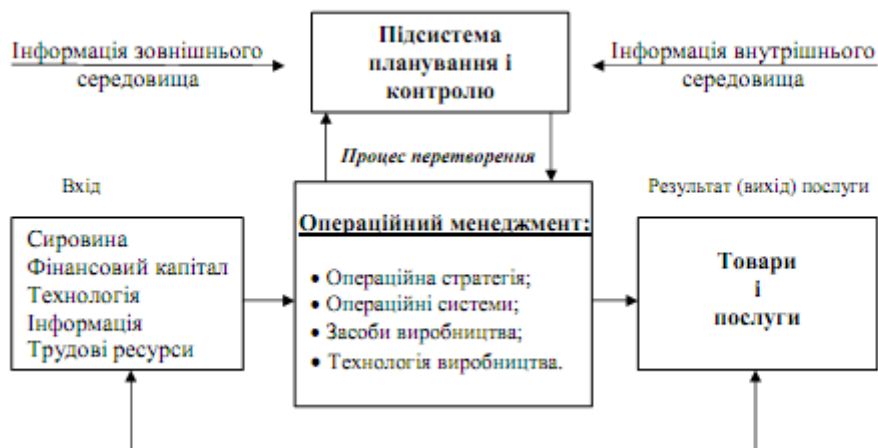 Інформація зовнішнього
середовища
Підсистема
планування і
контролю
Інформація внутрішнього
середовища
Процес перетворення
Вхід
Результат (вихід) послуги
Сировина
Фінансовий капітал
Технологія
Інформація
Трудові ресурси
Операційний менеджмент:
• Операційна стратегія;
• Операційні системи;
• Засоби виробництва;
• Технологія виробництва.
Товари
і
послуги